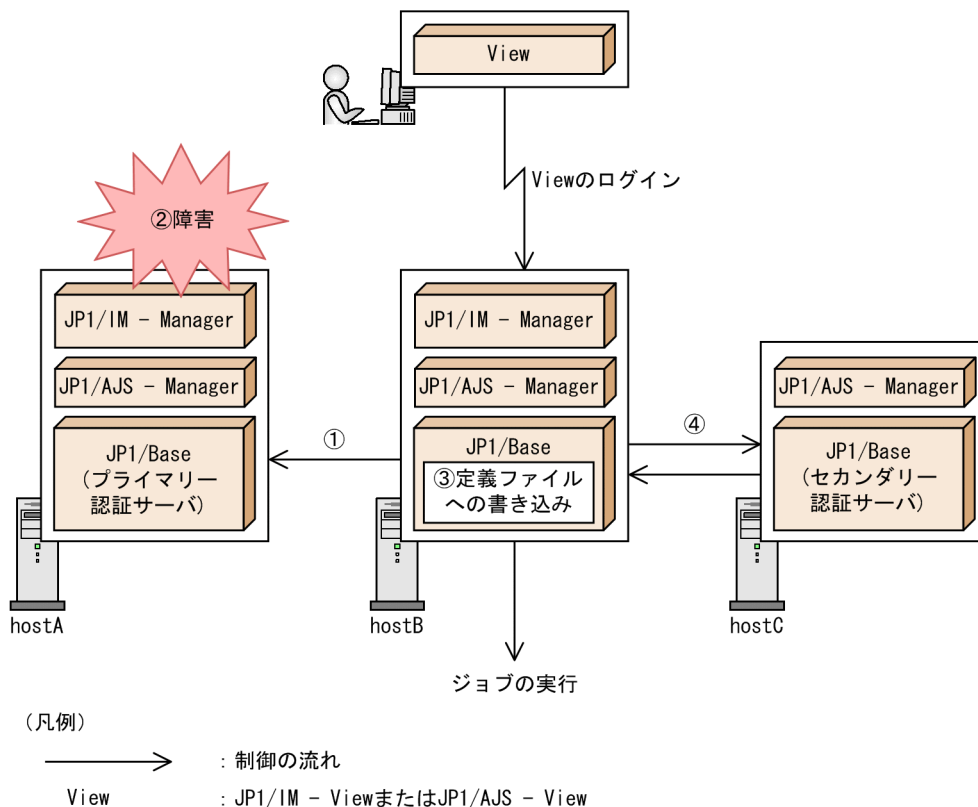 View
Viewのログイン
②障害
JP1/IM - Manager
JP1/AJS - Manager
JP1/Base
(プライマリー
認証サーバ)
hostA
①
JP1/IM - Manager
JP1/AJS - Manager
JP1/Base
③定義ファイル
への書き込み
hostB
④
JP1/AJS - Manager
JP1/Base
(セカンダリー
認証サーバ)
hostC
ジョブの実行
(凡例)
: 制御の流れ
View : JP1/IM - ViewまたはJP1/AJS - View